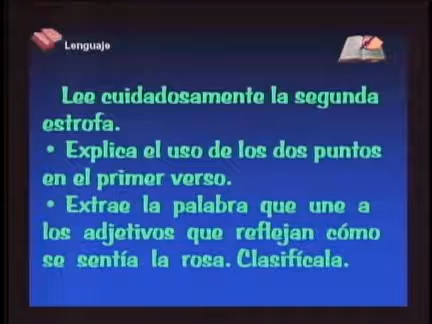 Lenguaje
Lee cuidadosamente la segunda
estrofa.
• Explica el uso de los dos puntos
en el primer verso.
• Extrae la palabra que une a
los adjetivos que reflejan cómo
se sentía la rosa. Clasifícala.